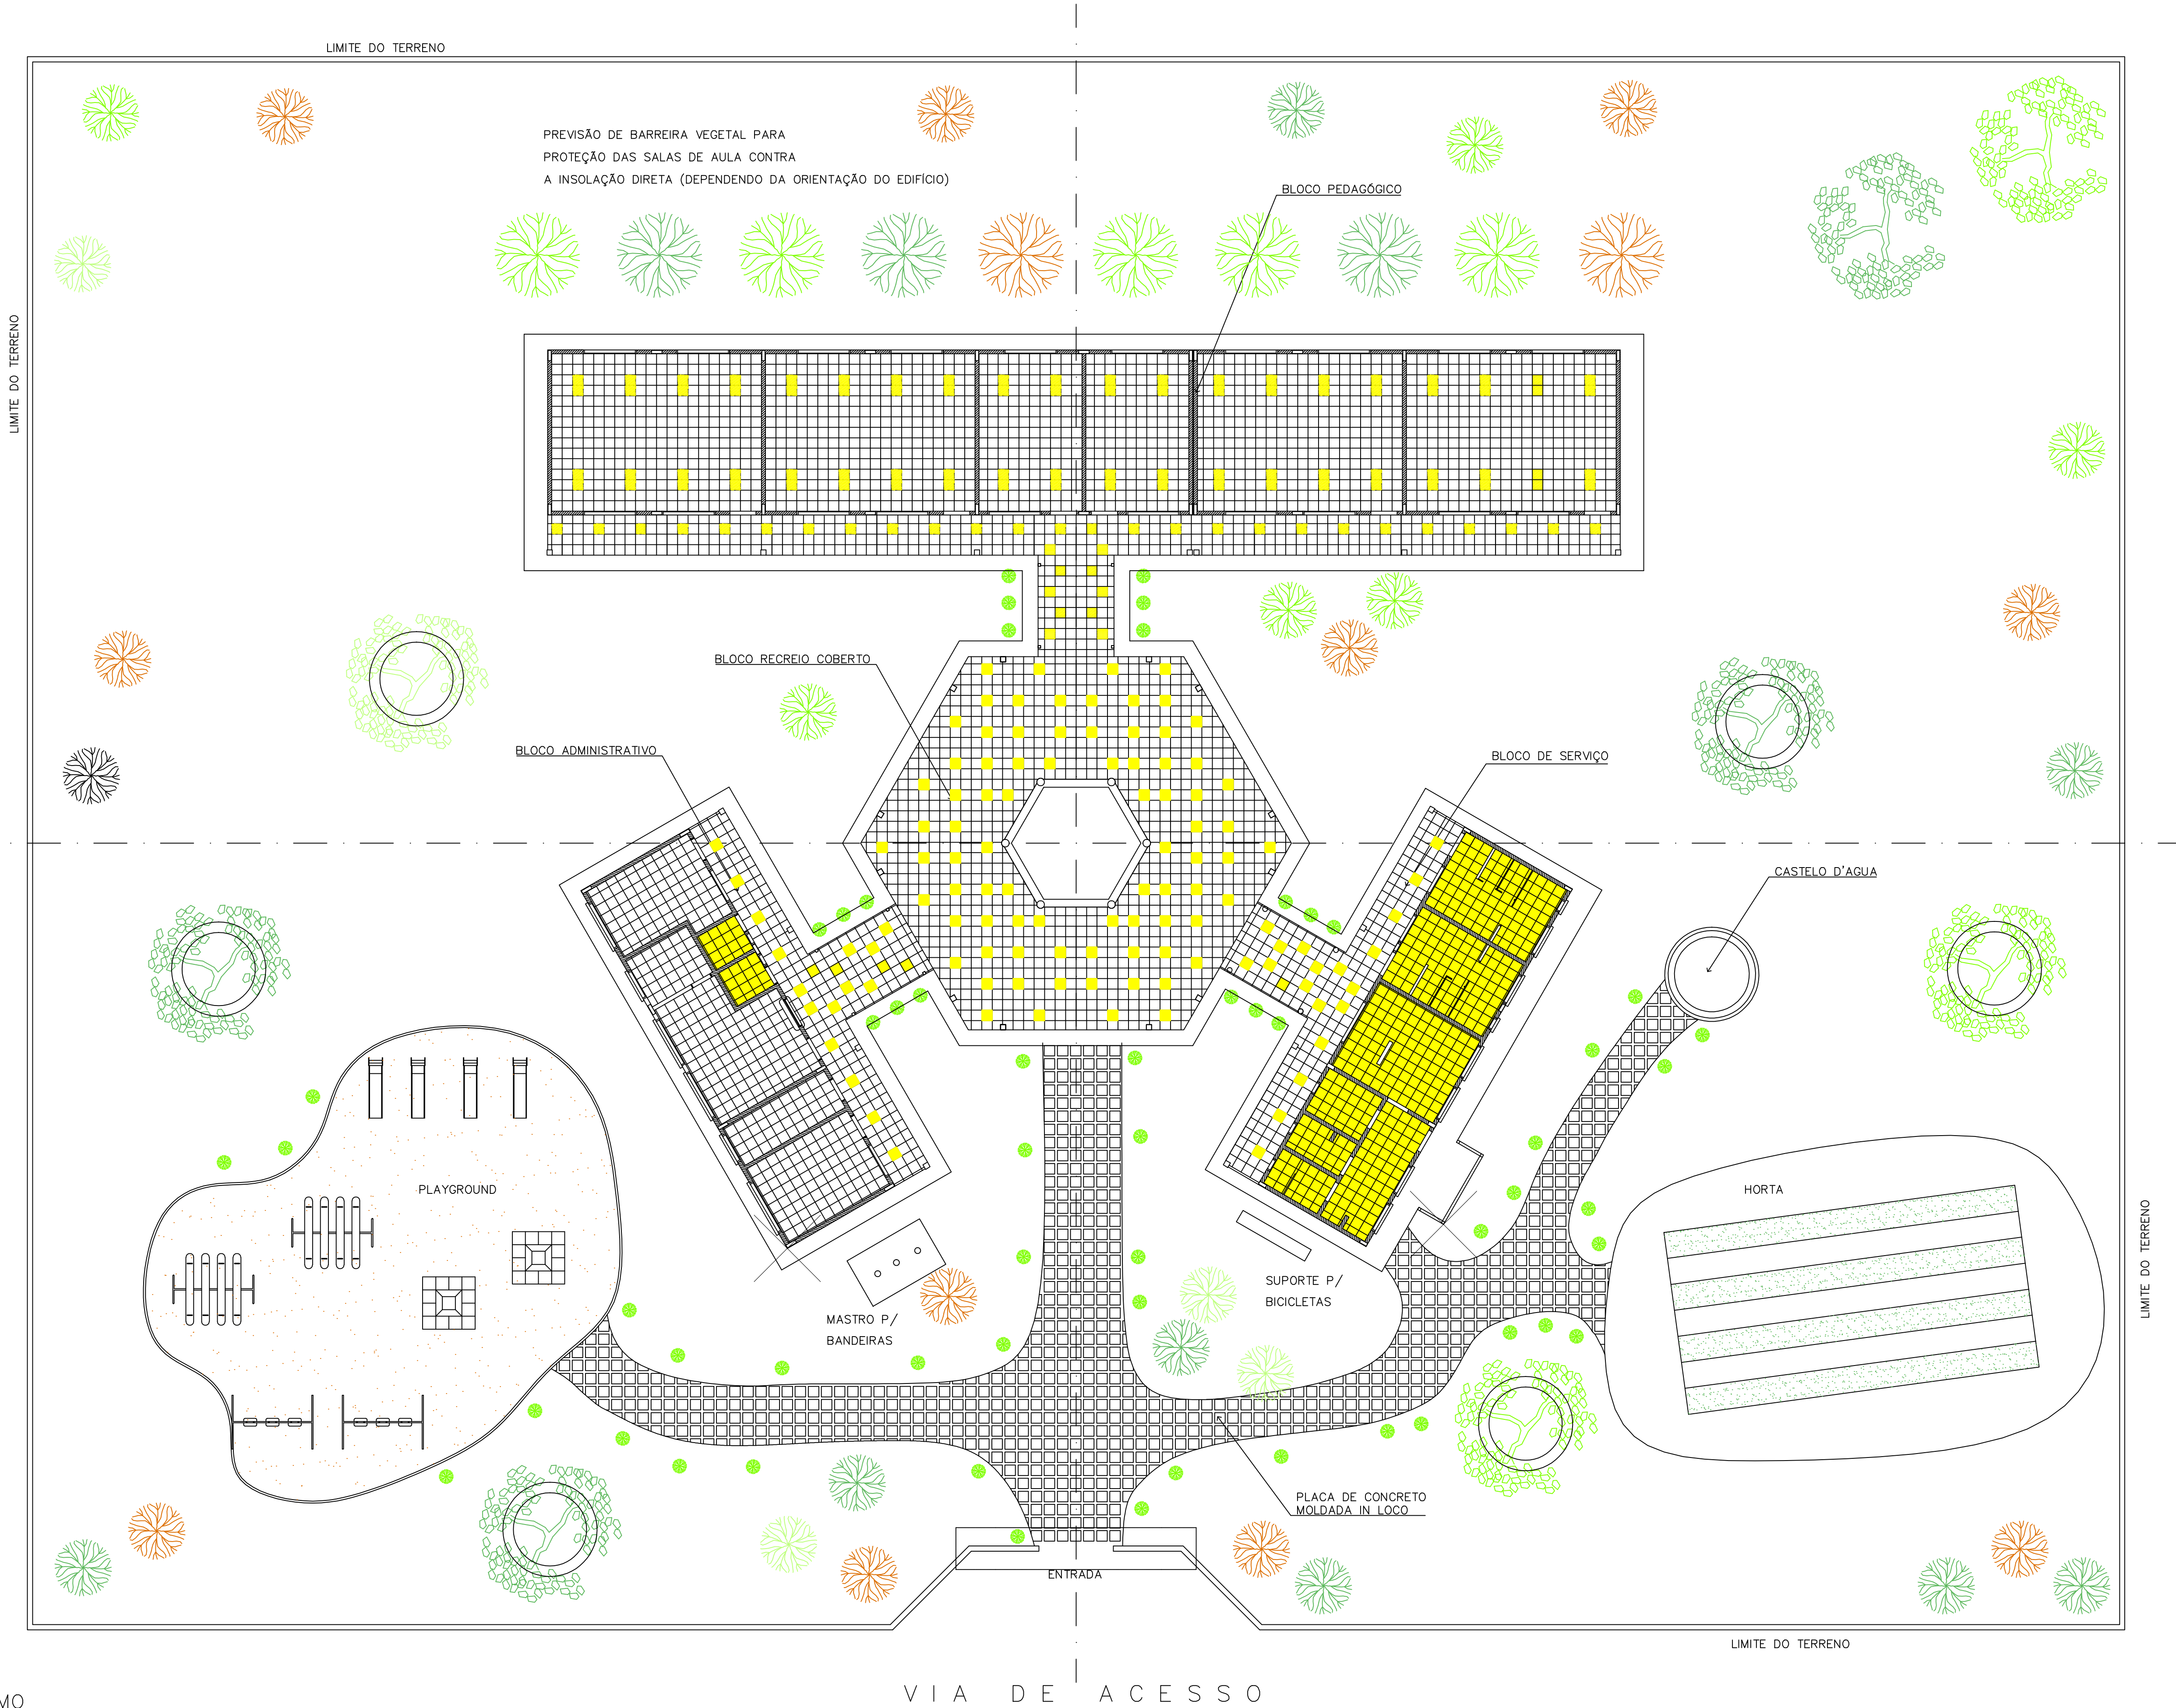 LIMITE DO TERRENO
PREVISÃO DE BARREIRA VEGETAL PARA
PROTEÇÃO DAS SALAS DE AULA CONTRA
A INSOLAÇÃO DIRETA (DEPENDENDO DA ORIENTAÇÃO DO EDIFÍCIO)
BLOCO PEDAGÓGICO
LIMITE DO TERRENO
BLOCO RECREIO COBERTO
BLOCO ADMINISTRATIVO
BLOCO DE SERVIÇO
CASTELO D'AGUA
PLAYGROUND
HORTA
LIMITE DO TERRENO
SUPORTE P/
BICICLETAS
MASTRO P/
BANDEIRAS
PLACA DE CONCRETO
MOLDADA IN LOCO
ENTRADA
LIMITE DO TERRENO
VIA DE ACESSO